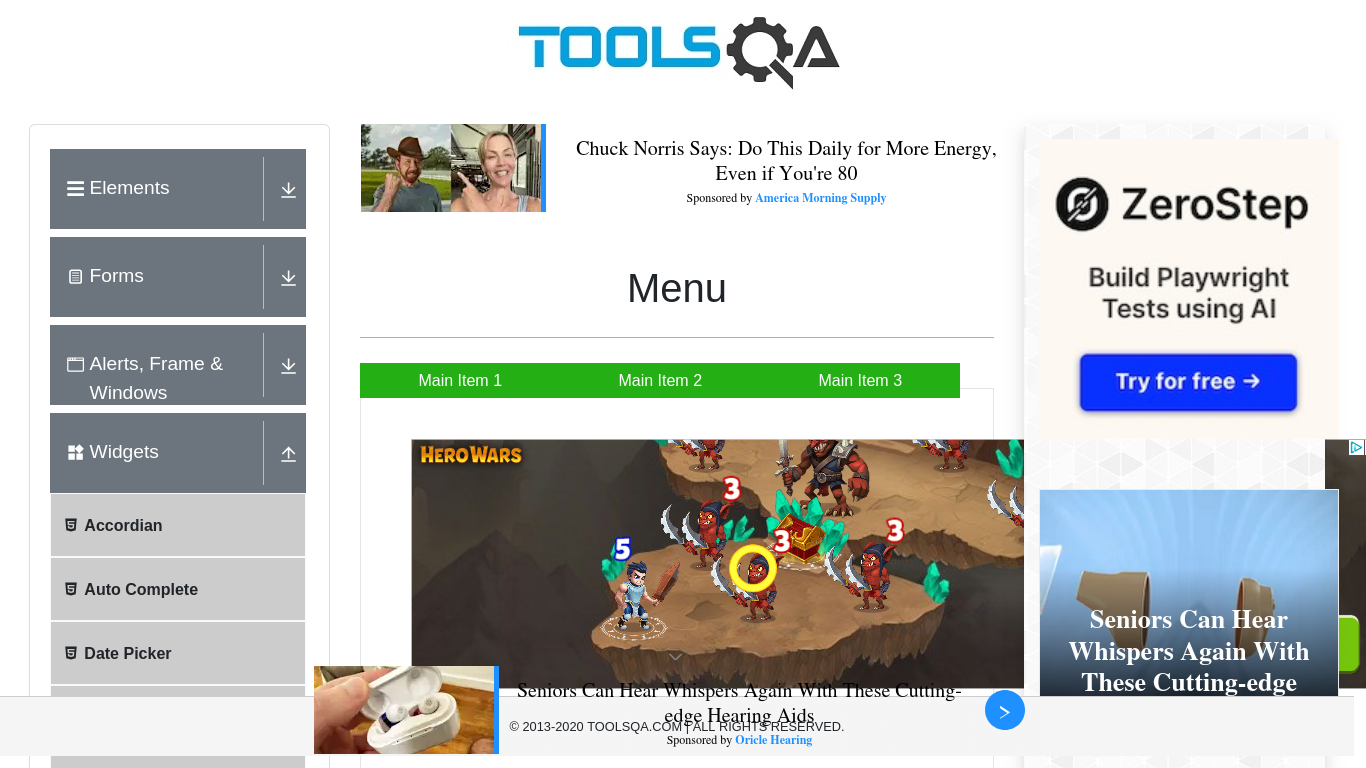 TOOLSQA
Elements
Forms
Alerts, Frame &
Windows
Widgets
Accordian
Auto Complete
Date Picker
Chuck Norris Says: Do This Daily for More Energy,
Even if You're 80
Sponsored by America Morning Supply
Menu
Main Item 1
Main Item 2
Main Item 3
HERO WARS
3
3
3
5
ZeroStep
Build Playwright
Tests using AI
Try for free →
Seniors Can Hear
Whispers Again With
These Cutting-edge
Seniors Can Hear Whispers Again With These Cutting-
edge Hearing Aids
© 2013-2020 TOOLSQA.COM | ALL RIGHTS RESERVED.
Sponsored by Oricle Hearing